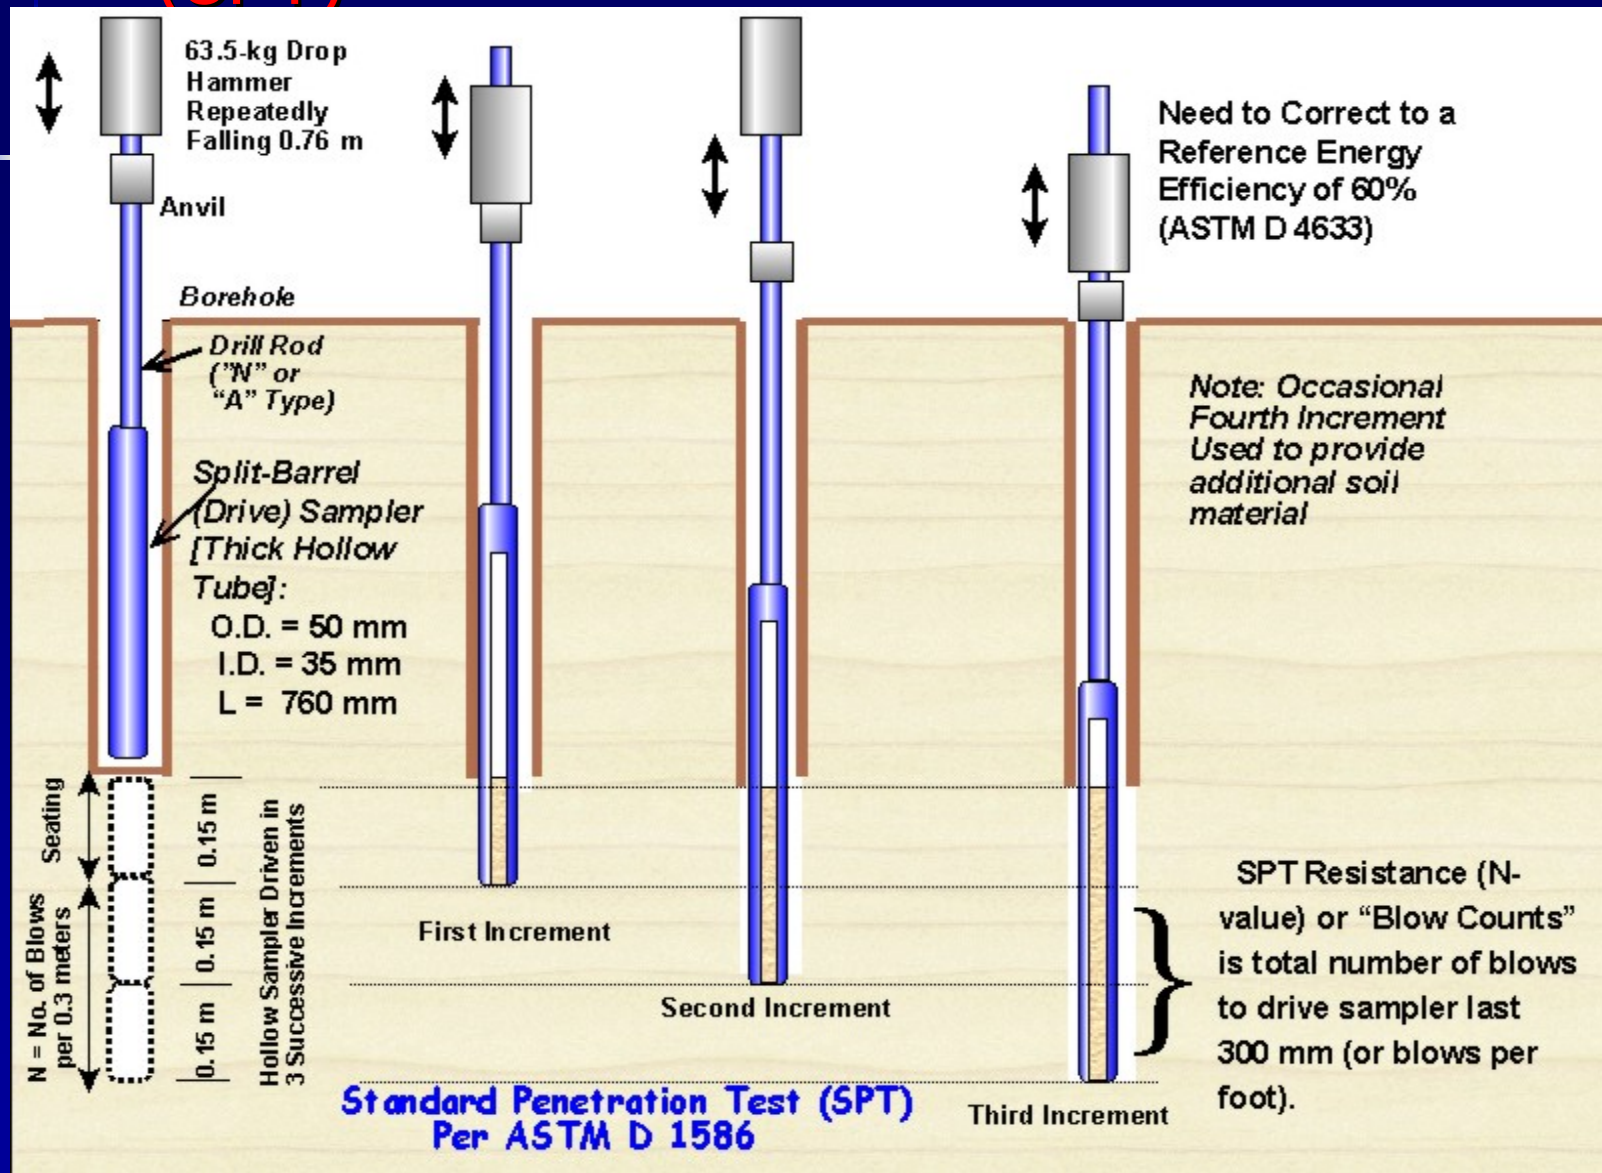 (SPT)
63.5-kg Drop
Hammer
Repeatedly
Falling 0.76 m
Anvil
Need to Correct to a
Reference Energy
Efficiency of 60%
(ASTM D 4633)
Borehole
Drill Rod
("N" or
“A” Type)
Split-Barrel
(Drive) Sampler
[Thick Hollow
Tube]:
O.D. = 50 mm
I.D. = 35 mm
L = 760 mm
Note: Occasional
Fourth Increment
Used to provide
additional soil
material
Seating
N = No. of Blows
per 0.3 meters
0.15 m
0.15 m
0.15 m
Hollow Sampler Driven in
3 Successive Increments
First Increment
Second Increment
Third Increment
SPT Resistance (N-
value) or “Blow Counts”
is total number of blows
to drive sampler last
300 mm (or blows per
foot).
Standard Penetration Test (SPT)
Per ASTM D 1586